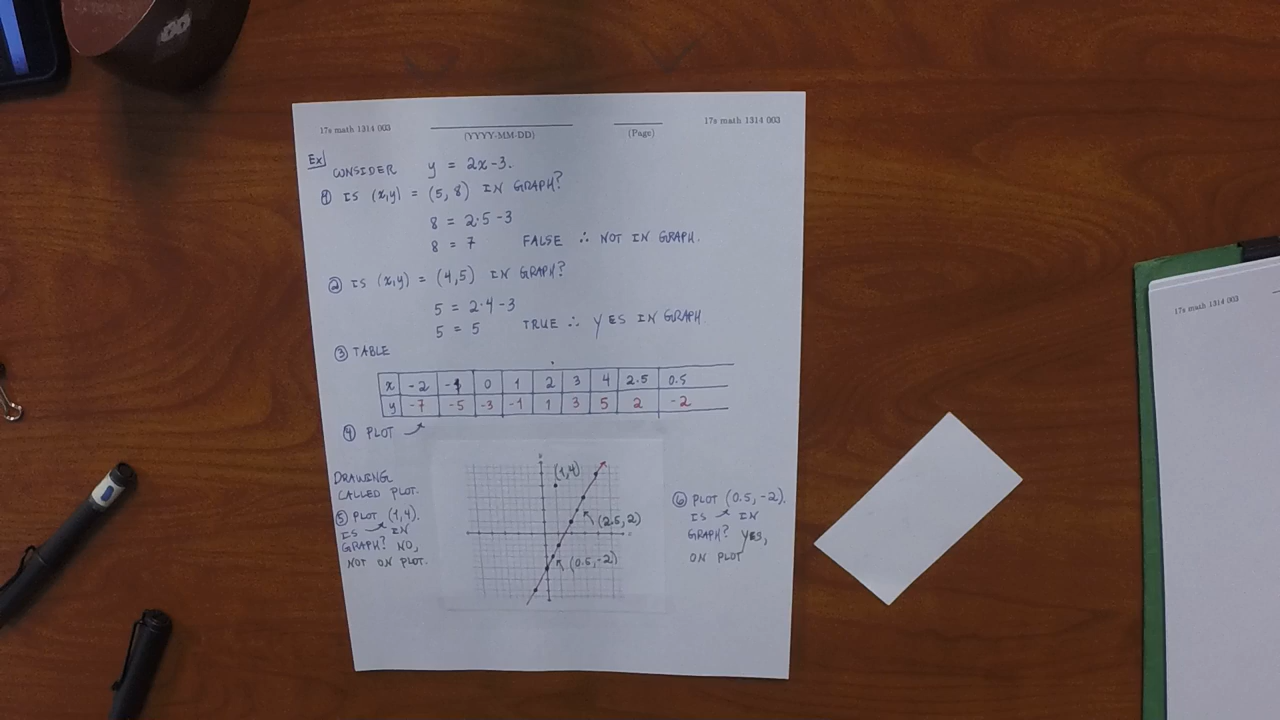 17s math 1314 003
(YYYY-MM-DD)
(Page)
17s math 1314 003
Ex
CONSIDER y = 2x-3.
① IS (x,y) = (5, 8) IN GRAPH?
8 = 2·5 -3
8 = 7 FALSE ∴ NOT IN GRAPH.
② IS (x,y) = (4,5) IN GRAPH?
5 = 2·4 -3
5 = 5 TRUE ∴ YES IN GRAPH
③ TABLE
x -2 -1 0 1 2 3 4 2.5 0.5
y -7 -5 -3 -1 1 3 5 2 -2
④ PLOT
DRAWING
CALLED PLOT.
⑤ PLOT (1,4).
IS IN
GRAPH? NO,
NOT ON PLOT.
(1,4)
(2.5, 2)
(0.5, -2)
⑥ PLOT (0.5, -2).
IS IN
GRAPH? YES,
ON PLOT
17s math 1314 003